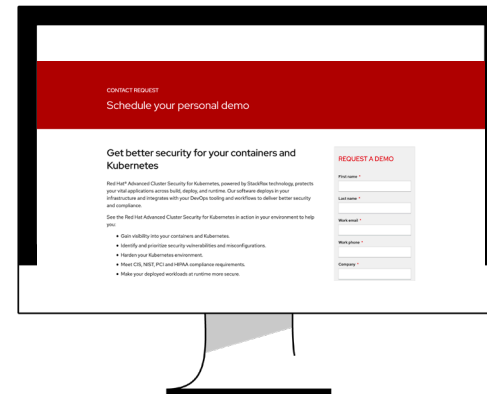 CONTACT REQUEST
Schedule your personal demo
Get better security for your containers and
Kubernetes
Red Hat® Advanced Cluster Security for Kubernetes, powered by StackRox technology, protects
your vital applications across build, deploy, and runtime. Our software deploys in your
infrastructure and integrates with your DevOps tooling and workflows to deliver better security
and compliance.
See the Red Hat Advanced Cluster Security for Kubernetes in action in your environment to help
you:
• Gain visibility into your containers and Kubernetes.
• Identify and prioritize security vulnerabilities and misconfigurations.
• Harden your Kubernetes environment.
• Meet CIS, NIST, PCI and HIPAA compliance requirements.
• Make your deployed workloads at runtime more secure.
REQUEST A DEMO
First name *
Last name *
Work email *
Work phone *
Company *